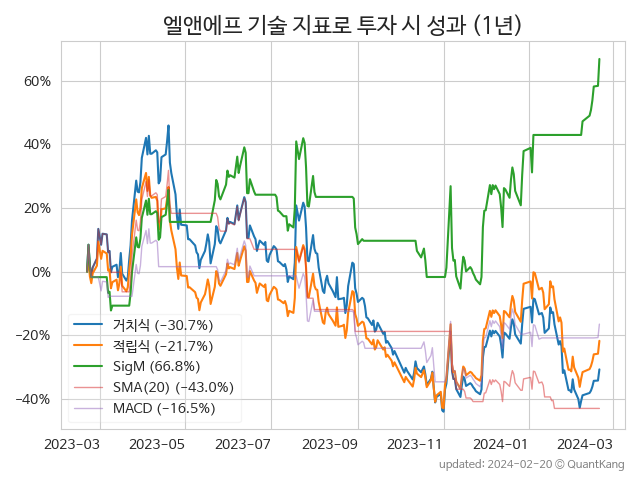 엘앤에프 기술 지표로 투자 시 성과 (1년)
60%
40%
20%
0%
−20%
−40%
거치식 (−30.7%)
적립식 (−21.7%)
SigM (66.8%)
SMA(20) (−43.0%)
MACD (−16.5%)
2023-03 2023-05 2023-07 2023-09 2023-11 2024-01 2024-03
updated: 2024-02-20 © QuantKang